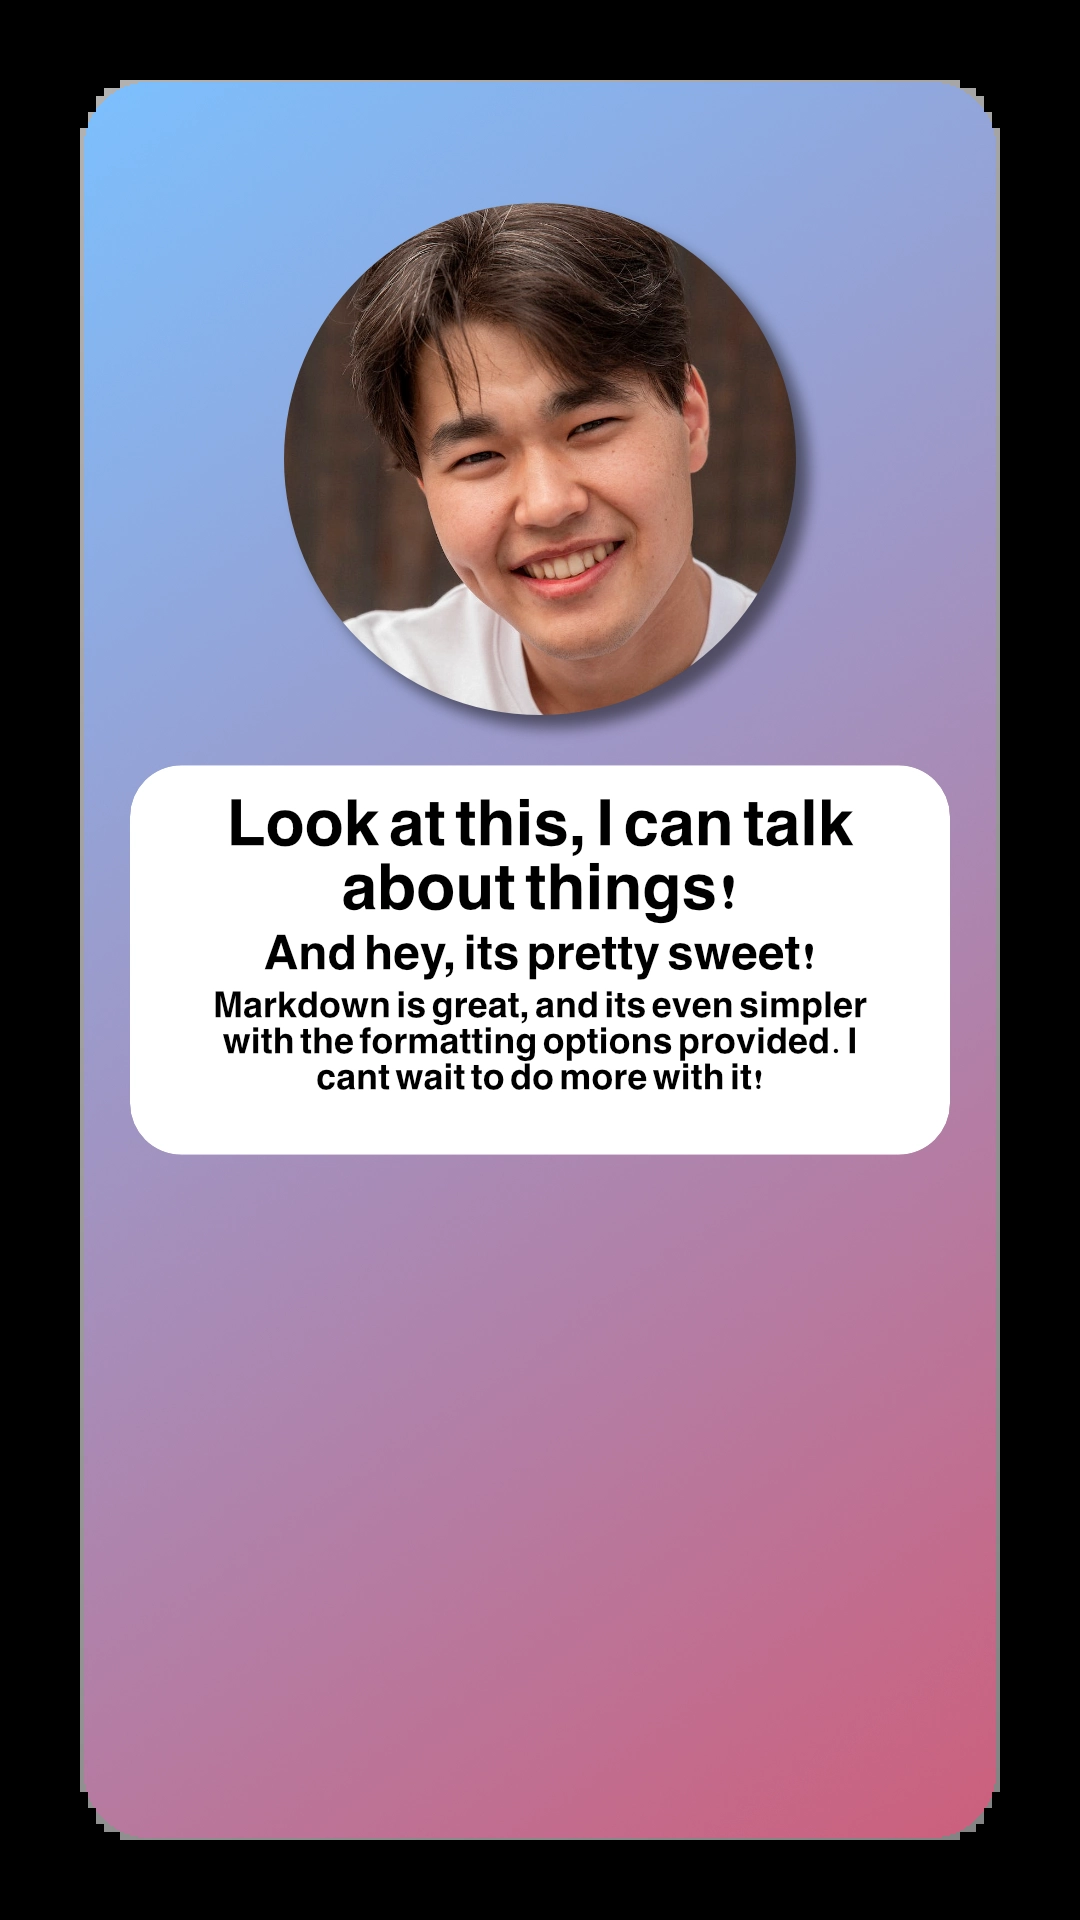 Look at this, I can talk
about things!
And hey, its pretty sweet!
Markdown is great, and its even simpler
with the formatting options provided. I
cant wait to do more with it!